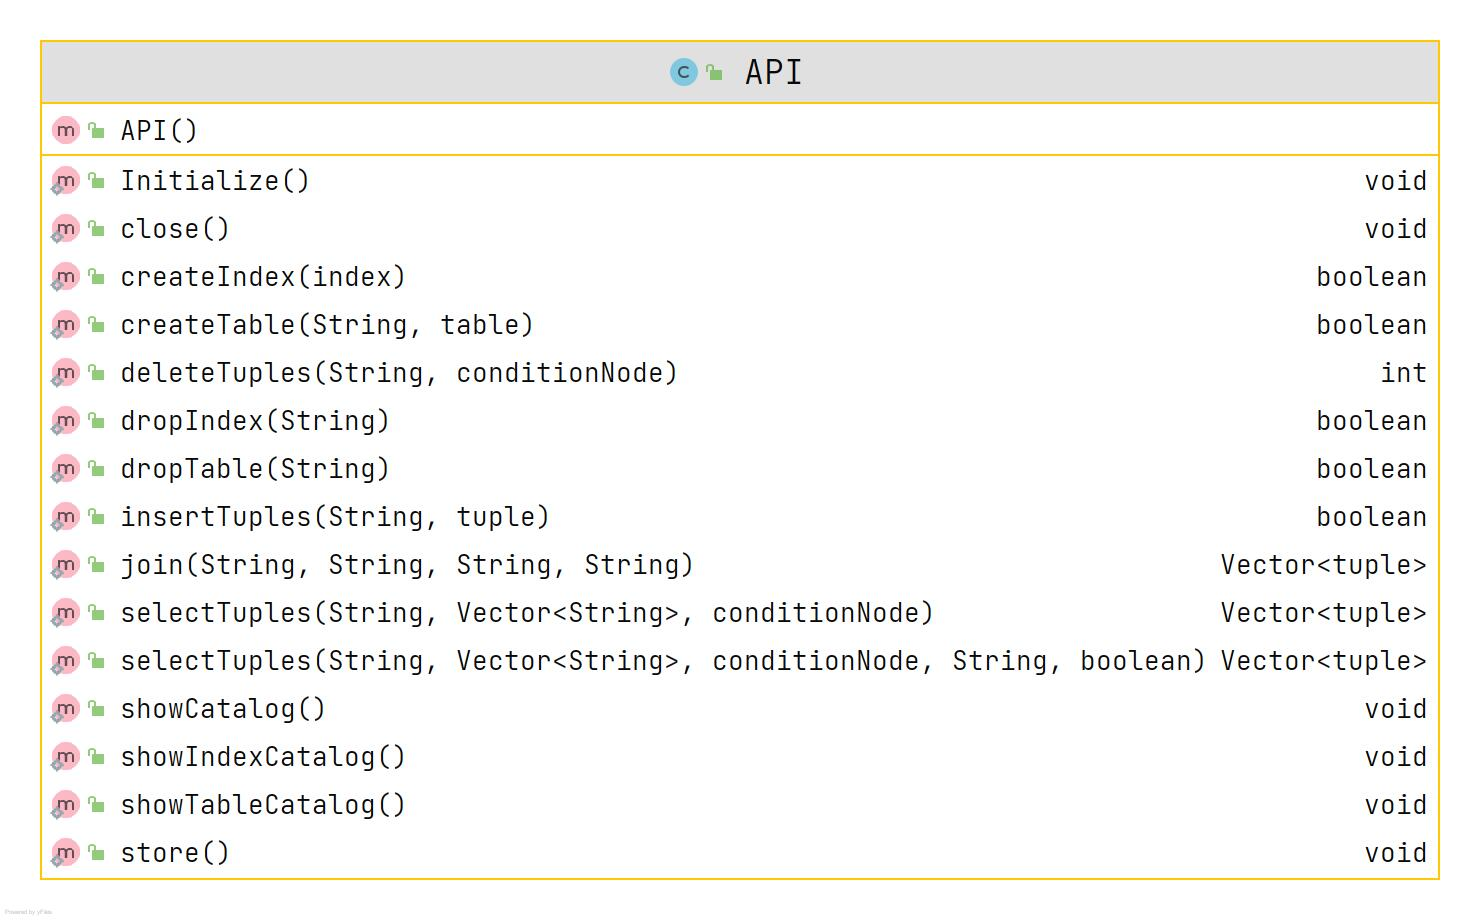 C API
m API()
m Initialize() void
m close() void
m createIndex(index) boolean
m createTable(String, table) boolean
m deleteTuples(String, conditionNode) int
m dropIndex(String) boolean
m dropTable(String) boolean
m insertTuples(String, tuple) boolean
m join(String, String, String, String) Vector<tuple>
m selectTuples(String, Vector<String>, conditionNode) Vector<tuple>
m selectTuples(String, Vector<String>, conditionNode, String, boolean) Vector<tuple>
m showCatalog() void
m showIndexCatalog() void
m showTableCatalog() void
m store() void
Powered by yFiles